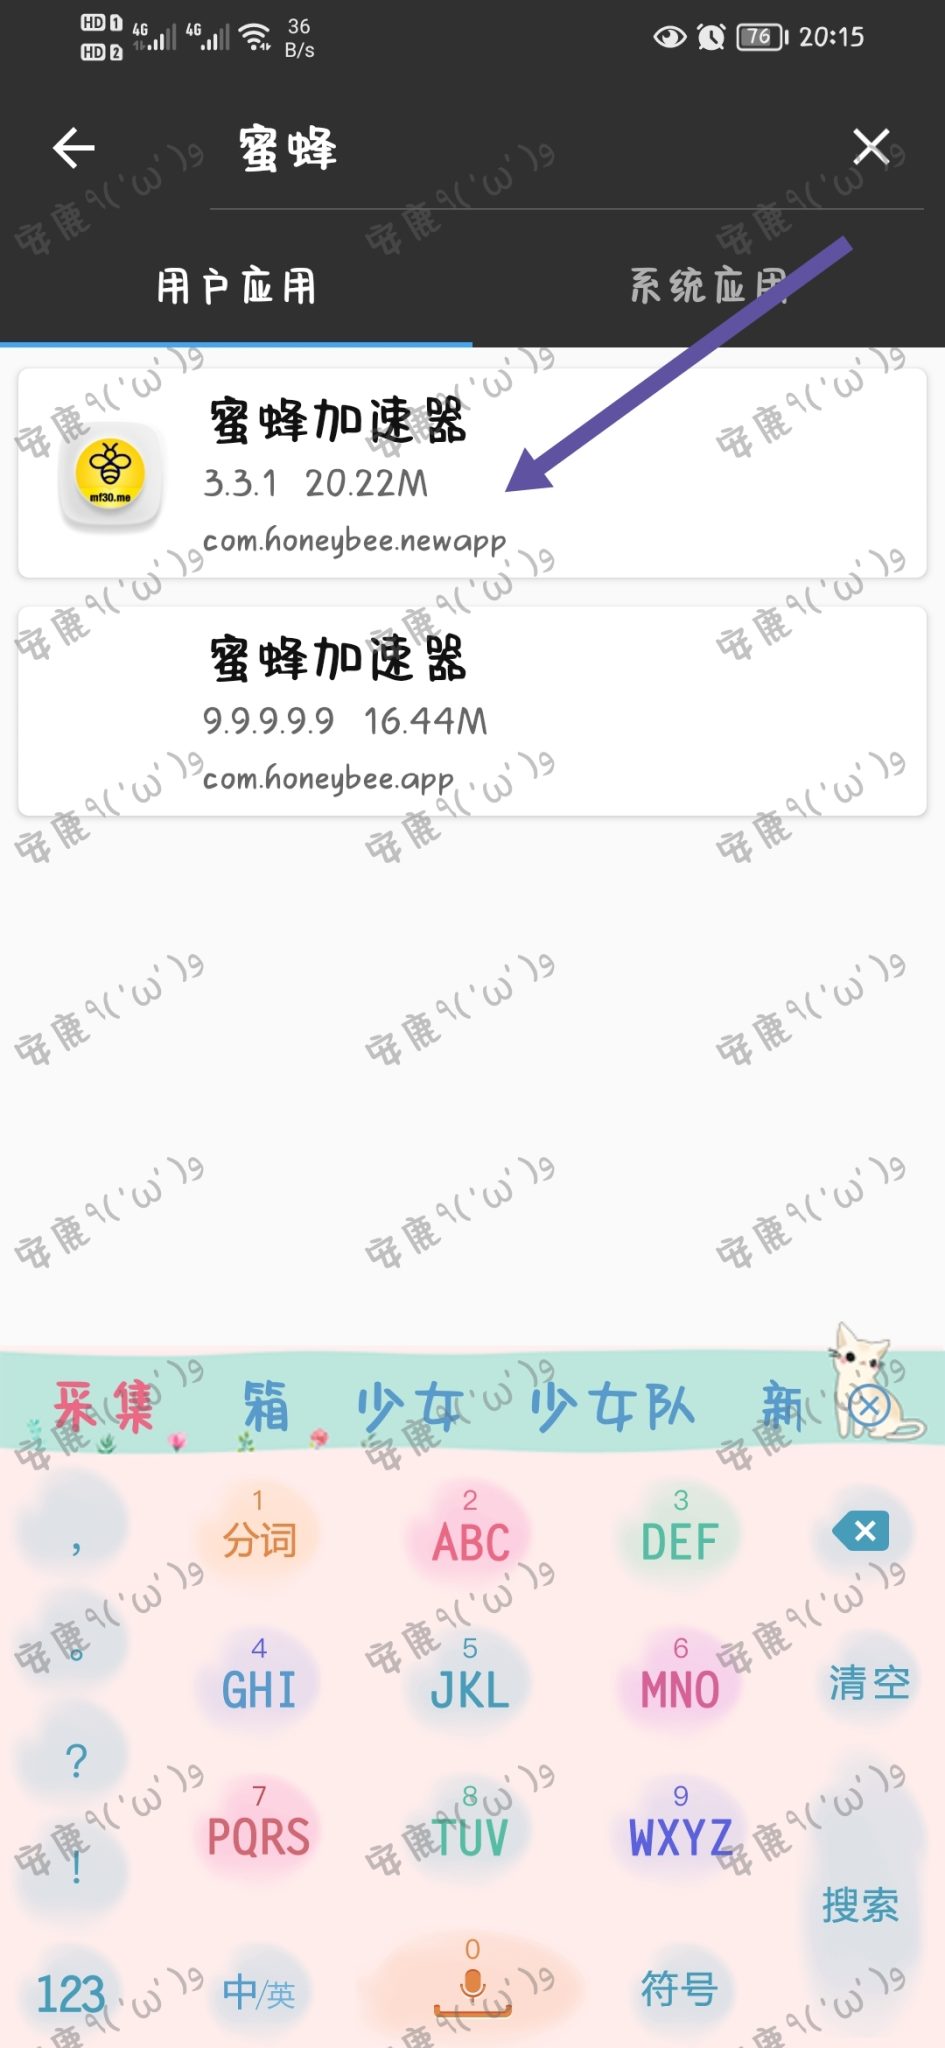 HD 1 4G 4G 36 B/s 76 20:15
HD 2
蜜蜂
用户应用 系统应用
蜜蜂加速器
3.3.1 20.22M
com.honeybee.newapp
mf30.me
蜜蜂加速器
9.9.9.9.9 16.44M
com.honeybee.app
安鹿٩('ω')و
采集 箱 少女 少女队 新
, 1 分词 2 ABC 3 DEF
。 4 GHI 5 JKL 6 MNO 清空
? 7 PQRS 8 TUV 9 WXYZ
! 搜索
123 中/英 0 符号